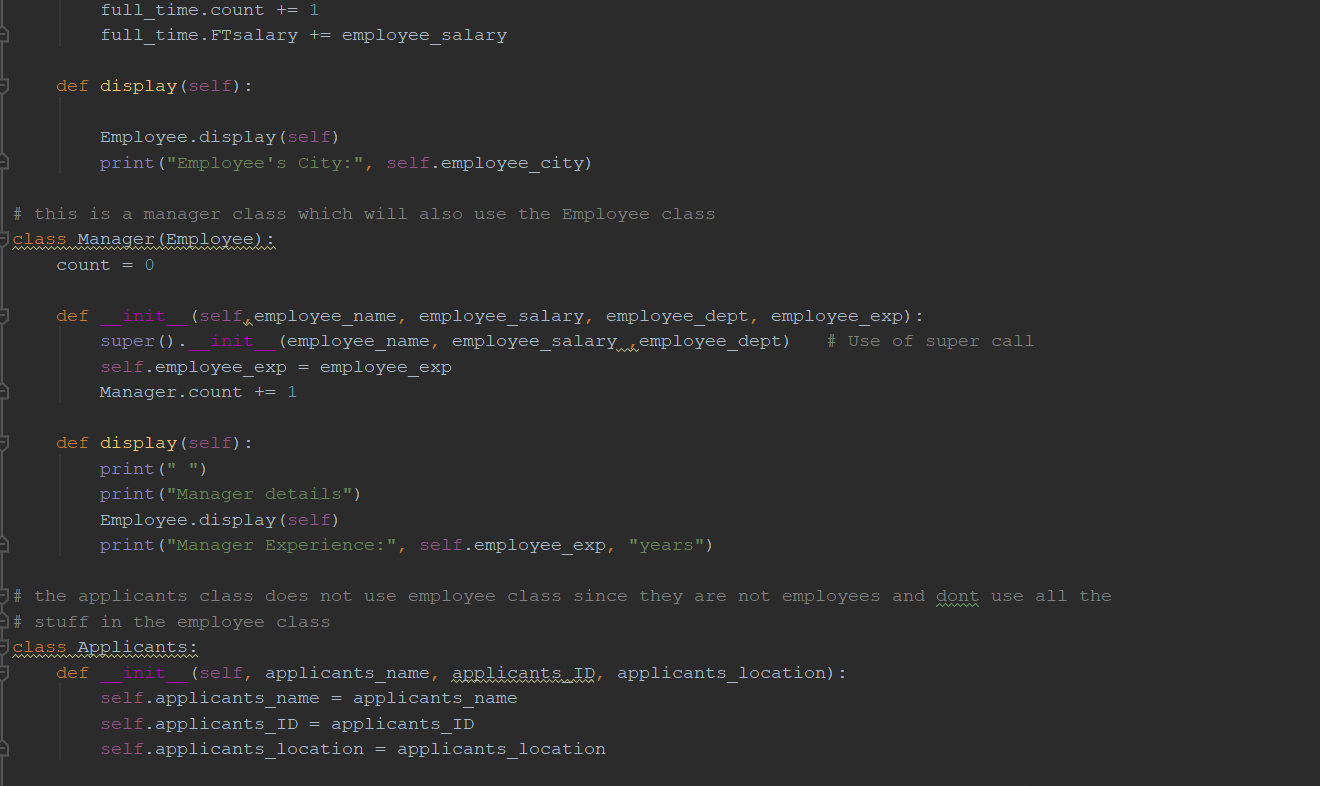 full_time.count += 1
full_time.FTsalary += employee_salary
def display(self):
Employee.display(self)
print("Employee's City:", self.employee_city)
# this is a manager class which will also use the Employee class
class Manager(Employee):
count = 0
def __init__(self,employee_name, employee_salary, employee_dept, employee_exp):
super().__init__(employee_name, employee_salary ,employee_dept)   # Use of super call
self.employee_exp = employee_exp
Manager.count += 1
def display(self):
print(" ")
print("Manager details")
Employee.display(self)
print("Manager Experience:", self.employee_exp, "years")
# the applicants class does not use employee class since they are not employees and dont use all the
# stuff in the employee class
class Applicants:
def __init__(self, applicants_name, applicants_ID, applicants_location):
self.applicants_name = applicants_name
self.applicants_ID = applicants_ID
self.applicants_location = applicants_location